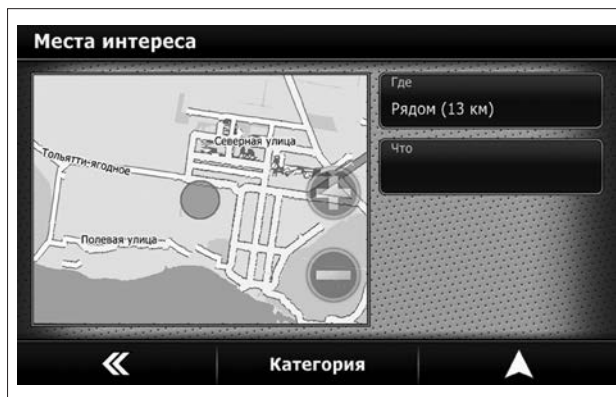 Места интереса
Где
Рядом (13 км)
Что
Северная улица
Тольятти-ягодное
Полевая улица
Категория